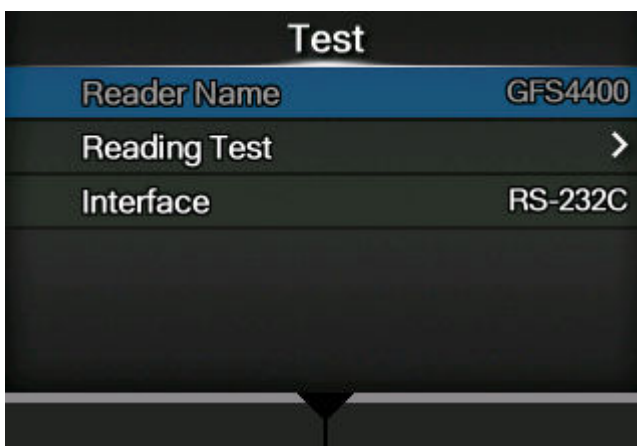 Test
Reader Name GFS4400
Reading Test >
Interface RS-232C